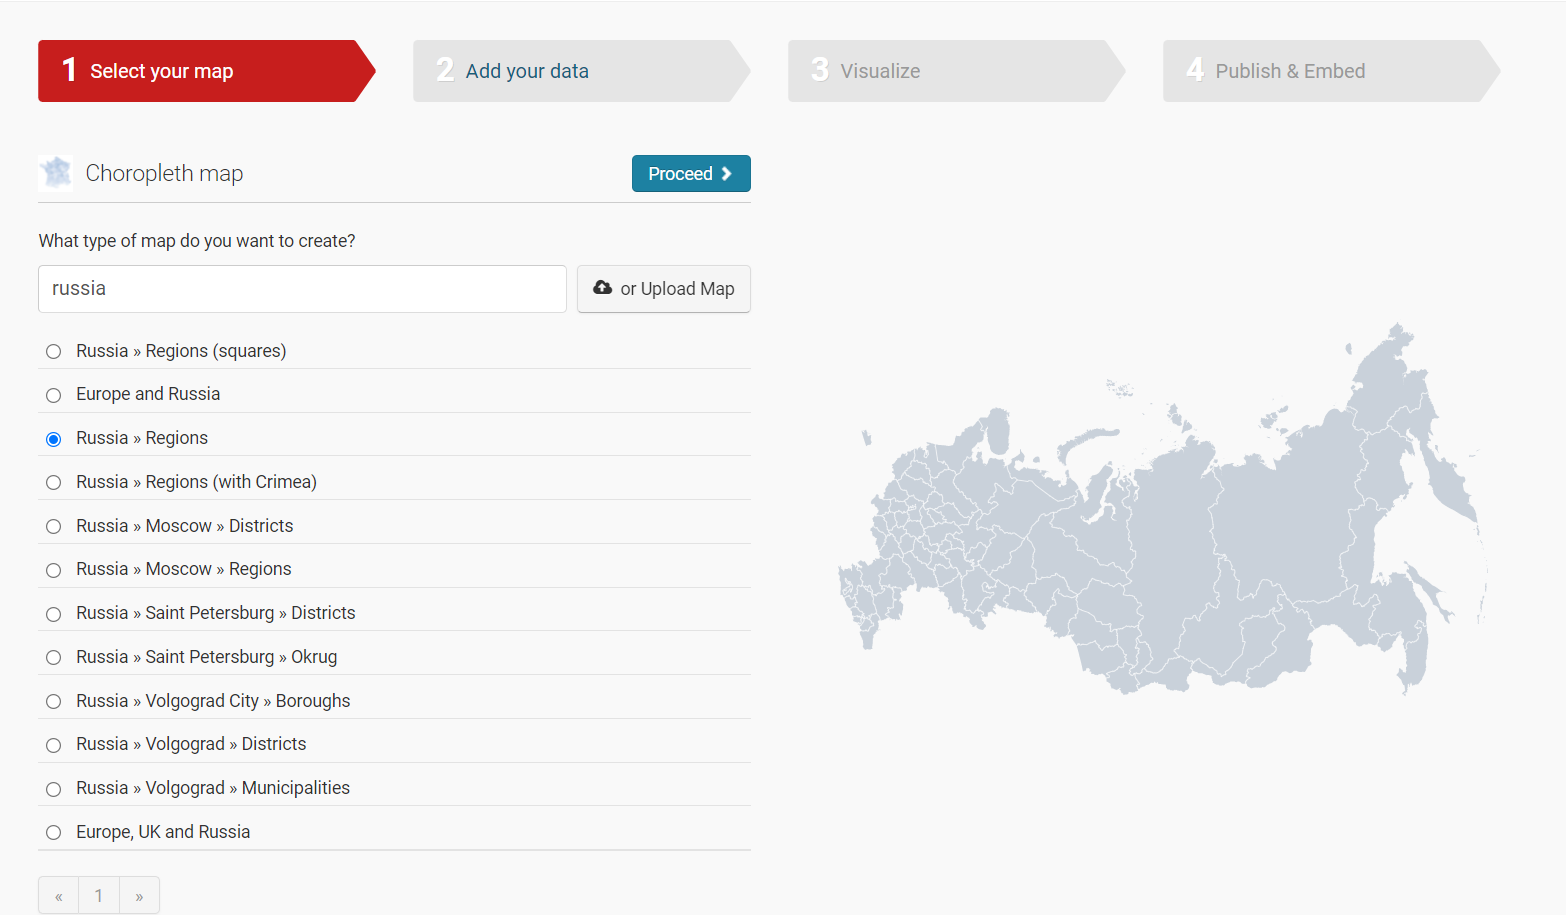 1 Select your map
2 Add your data
3 Visualize
4 Publish & Embed
Choropleth map
Proceed
What type of map do you want to create?
russia
or Upload Map
Russia » Regions (squares)
Europe and Russia
Russia » Regions
Russia » Regions (with Crimea)
Russia » Moscow » Districts
Russia » Moscow » Regions
Russia » Saint Petersburg » Districts
Russia » Saint Petersburg » Okrug
Russia » Volgograd City » Boroughs
Russia » Volgograd » Districts
Russia » Volgograd » Municipalities
Europe, UK and Russia
« 1 »